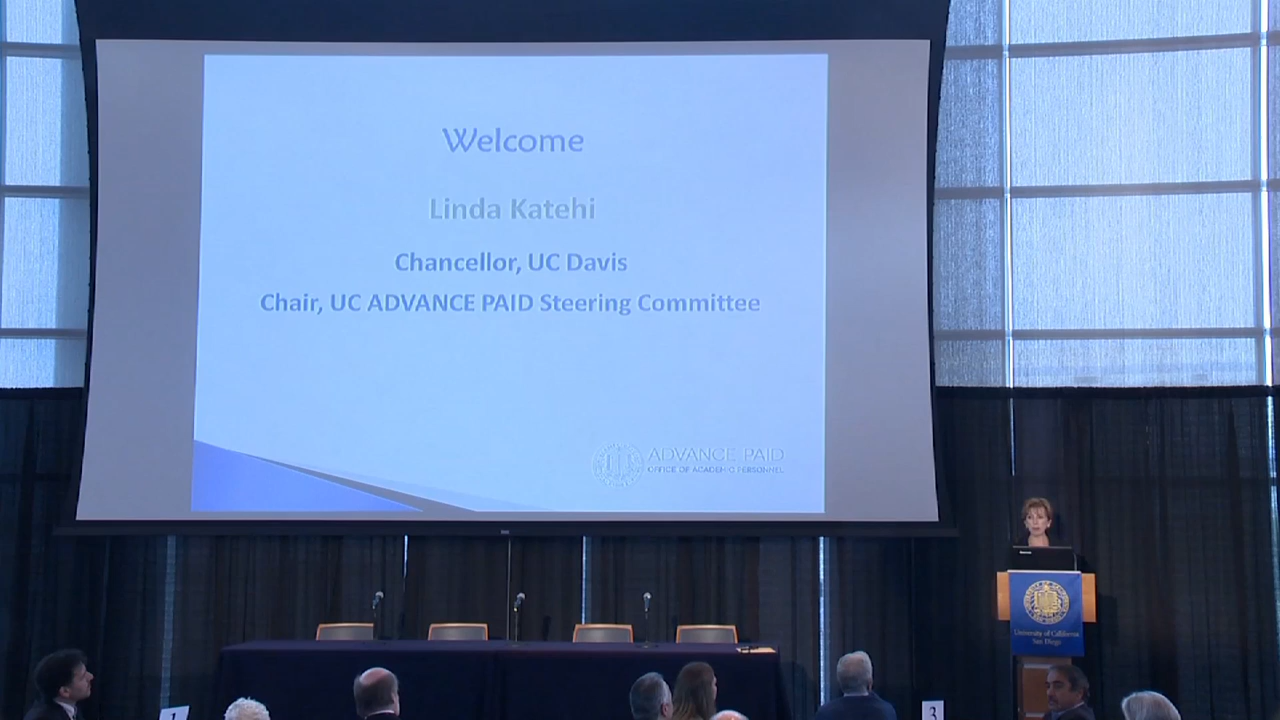 Welcome
Linda Katehi
Chancellor, UC Davis
Chair, UC ADVANCE PAID Steering Committee
ADVANCE PAID
OFFICE OF ACADEMIC PERSONNEL
University of California
San Diego
1
3